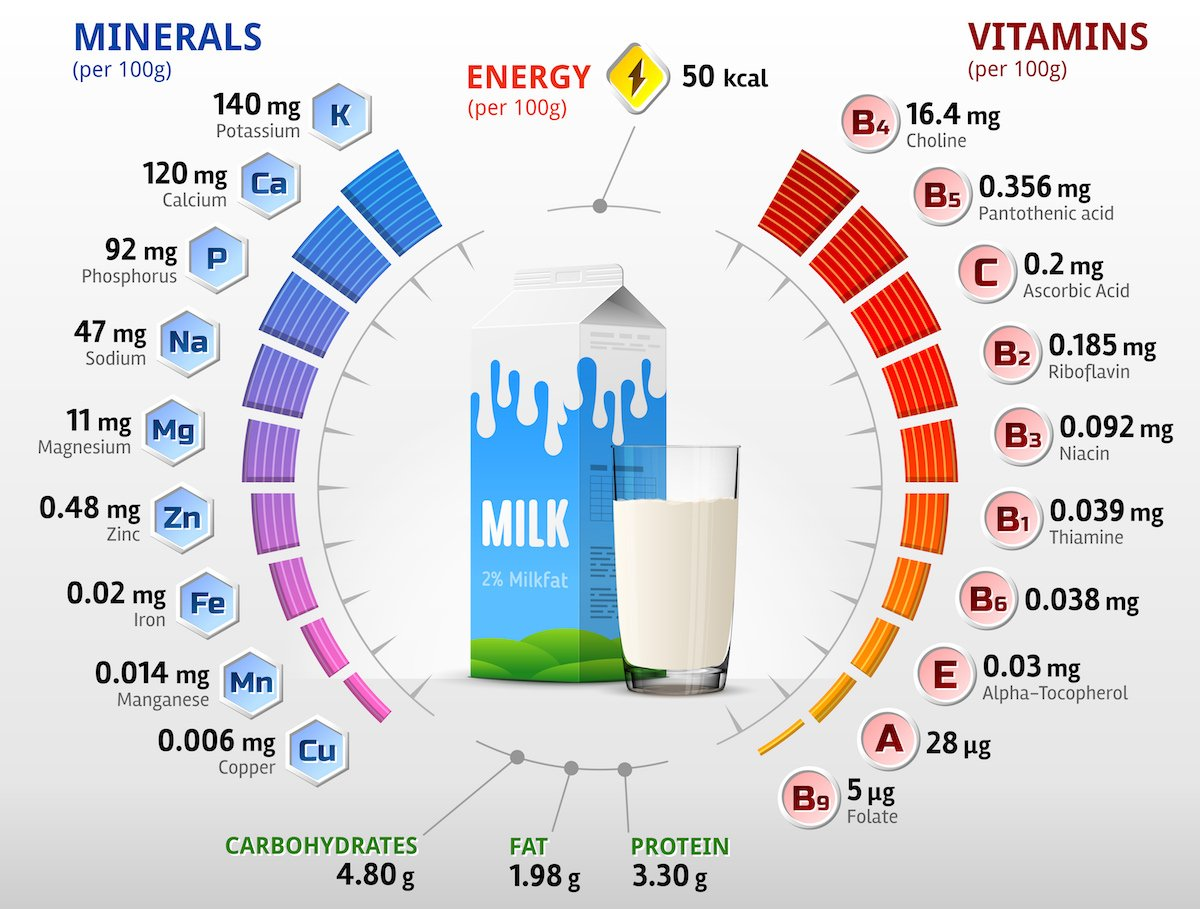 MINERALS
(per 100g)
140 mg
Potassium
K
120 mg
Calcium
Ca
92 mg
Phosphorus
P
47 mg
Sodium
Na
11 mg
Magnesium
Mg
0.48 mg
Zinc
Zn
0.02 mg
Iron
Fe
0.014 mg
Manganese
Mn
0.006 mg
Copper
Cu
ENERGY
(per 100g)
50 kcal
MILK
2% Milkfat
CARBOHYDRATES
4.80 g
FAT
1.98 g
PROTEIN
3.30 g
VITAMINS
(per 100g)
B4
16.4 mg
Choline
B5
0.356 mg
Pantothenic acid
C
0.2 mg
Ascorbic Acid
B2
0.185 mg
Riboflavin
B3
0.092 mg
Niacin
B1
0.039 mg
Thiamine
B6
0.038 mg
E
0.03 mg
Alpha-Tocopherol
A
28 µg
B9
5 µg
Folate